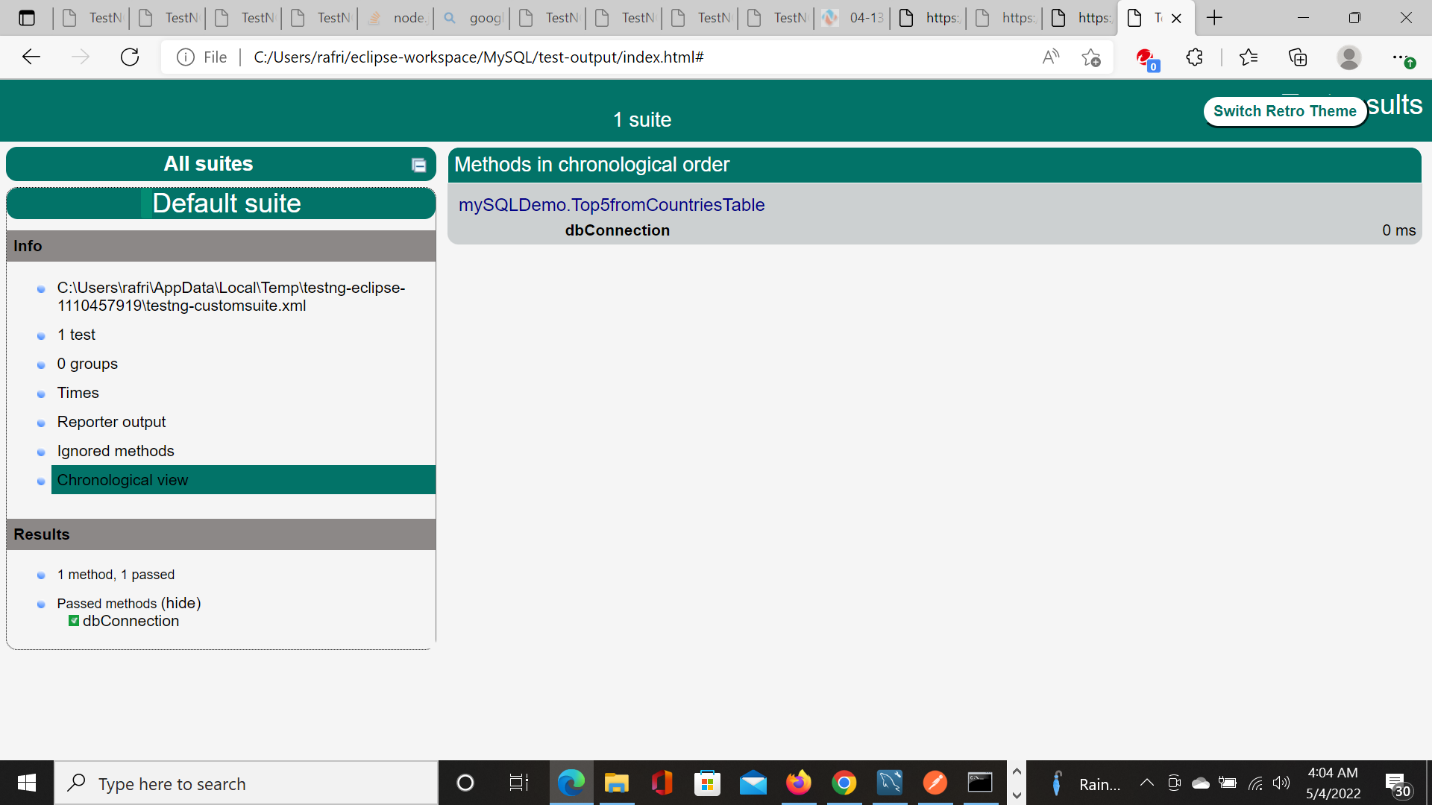 TestN
TestN
TestN
TestN
node.
goog
TestN
TestN
TestN
TestN
04-13
https:
https:
https:
File
C:/Users/rafri/eclipse-workspace/MySQL/test-output/index.html#
0
1 suite
Switch Retro Theme
sults
All suites
Default suite
Info
C:\Users\rafri\AppData\Local\Temp\testng-eclipse-
1110457919\testng-customsuite.xml
1 test
0 groups
Times
Reporter output
Ignored methods
Chronological view
Results
1 method, 1 passed
Passed methods (hide)
dbConnection
Methods in chronological order
mySQLDemo.Top5fromCountriesTable
dbConnection 0 ms
Type here to search
Rain...
4:04 AM
5/4/2022
30